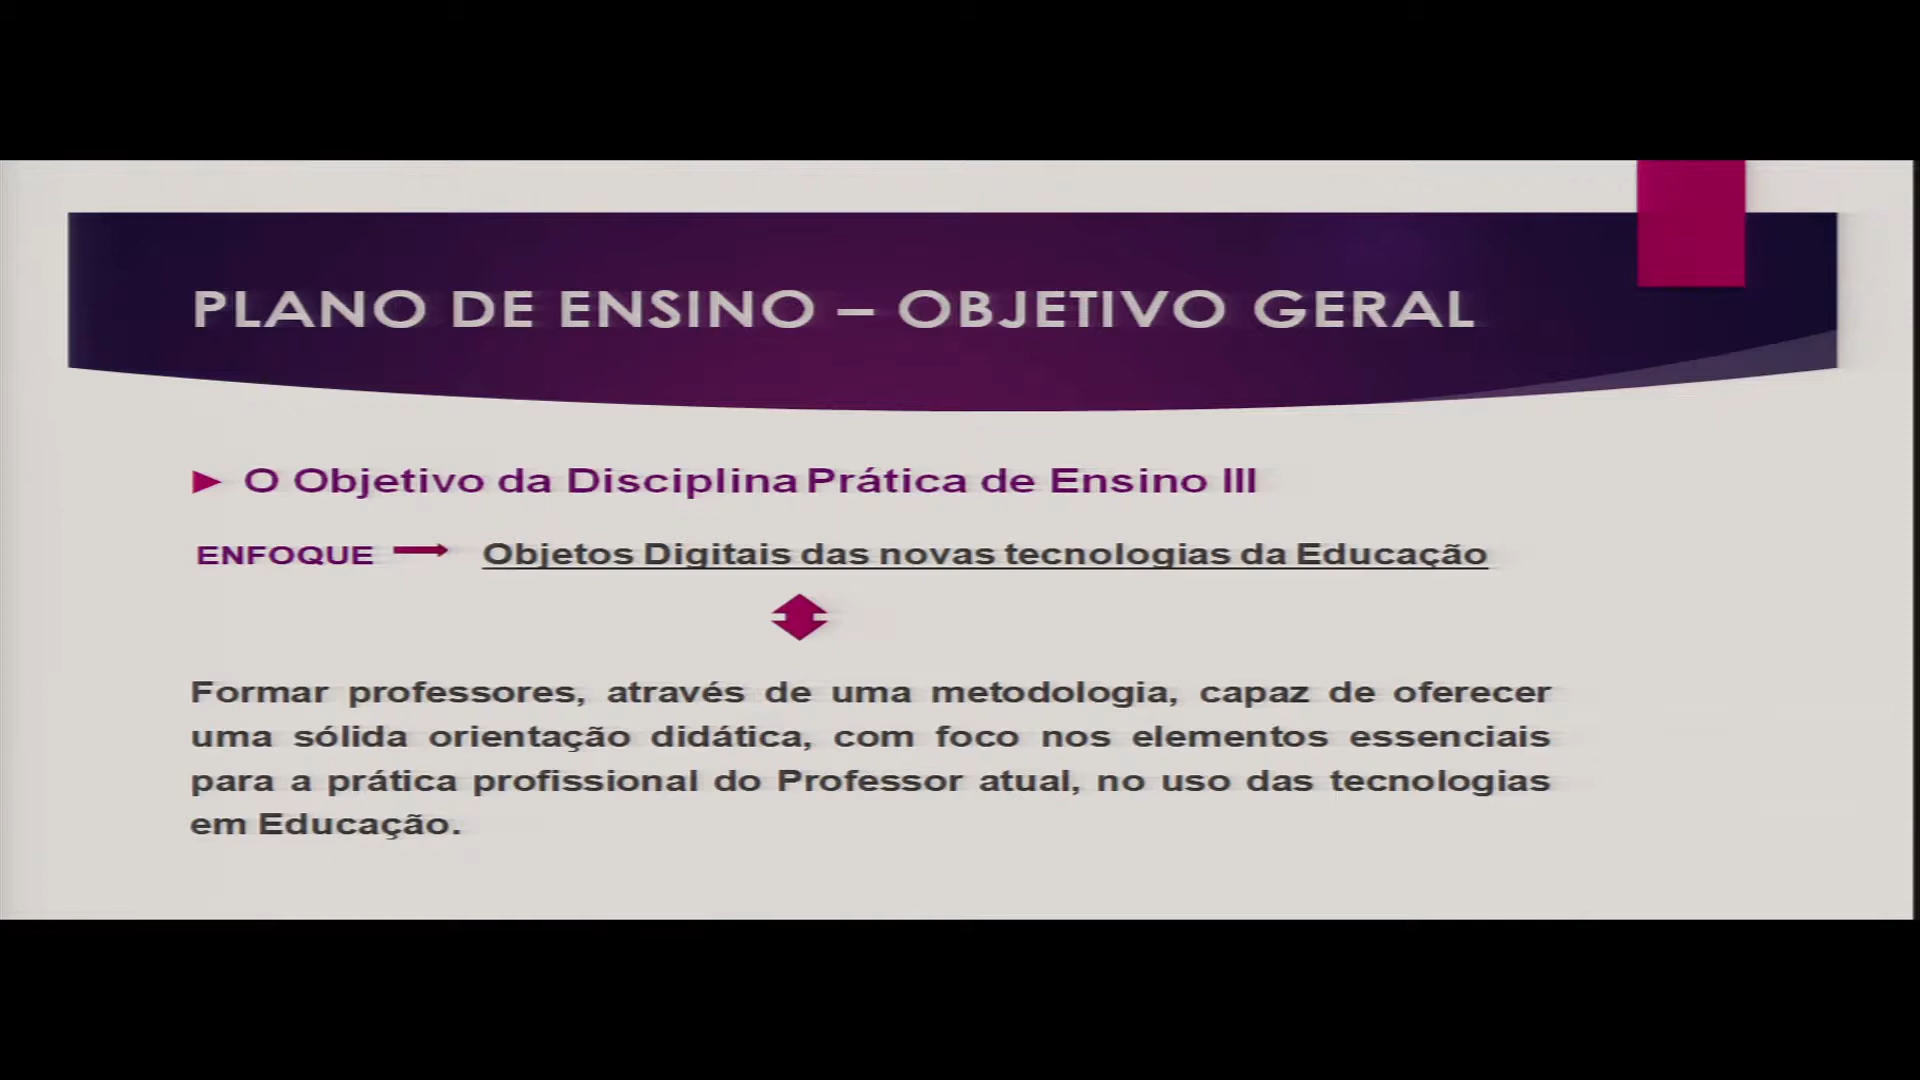 PLANO DE ENSINO – OBJETIVO GERAL
O Objetivo da Disciplina Prática de Ensino III
ENFOQUE Objetos Digitais das novas tecnologias da Educação
Formar professores, através de uma metodologia, capaz de oferecer
uma sólida orientação didática, com foco nos elementos essenciais
para a prática profissional do Professor atual, no uso das tecnologias
em Educação.